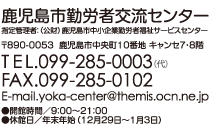 鹿児島市勤労者交流センター
指定管理者:(公財)鹿児島市中小企業勤労者福祉サービスセンター
〒890-0053 鹿児島市中央町10番地 キャンセ7・8階
TEL.099-285-0003(代)
FAX.099-285-0102
E-mail.yoka-center@themis.ocn.ne.jp
●開館時間/9:00〜21:00
●休館日/年末年始(12月29日〜1月3日)